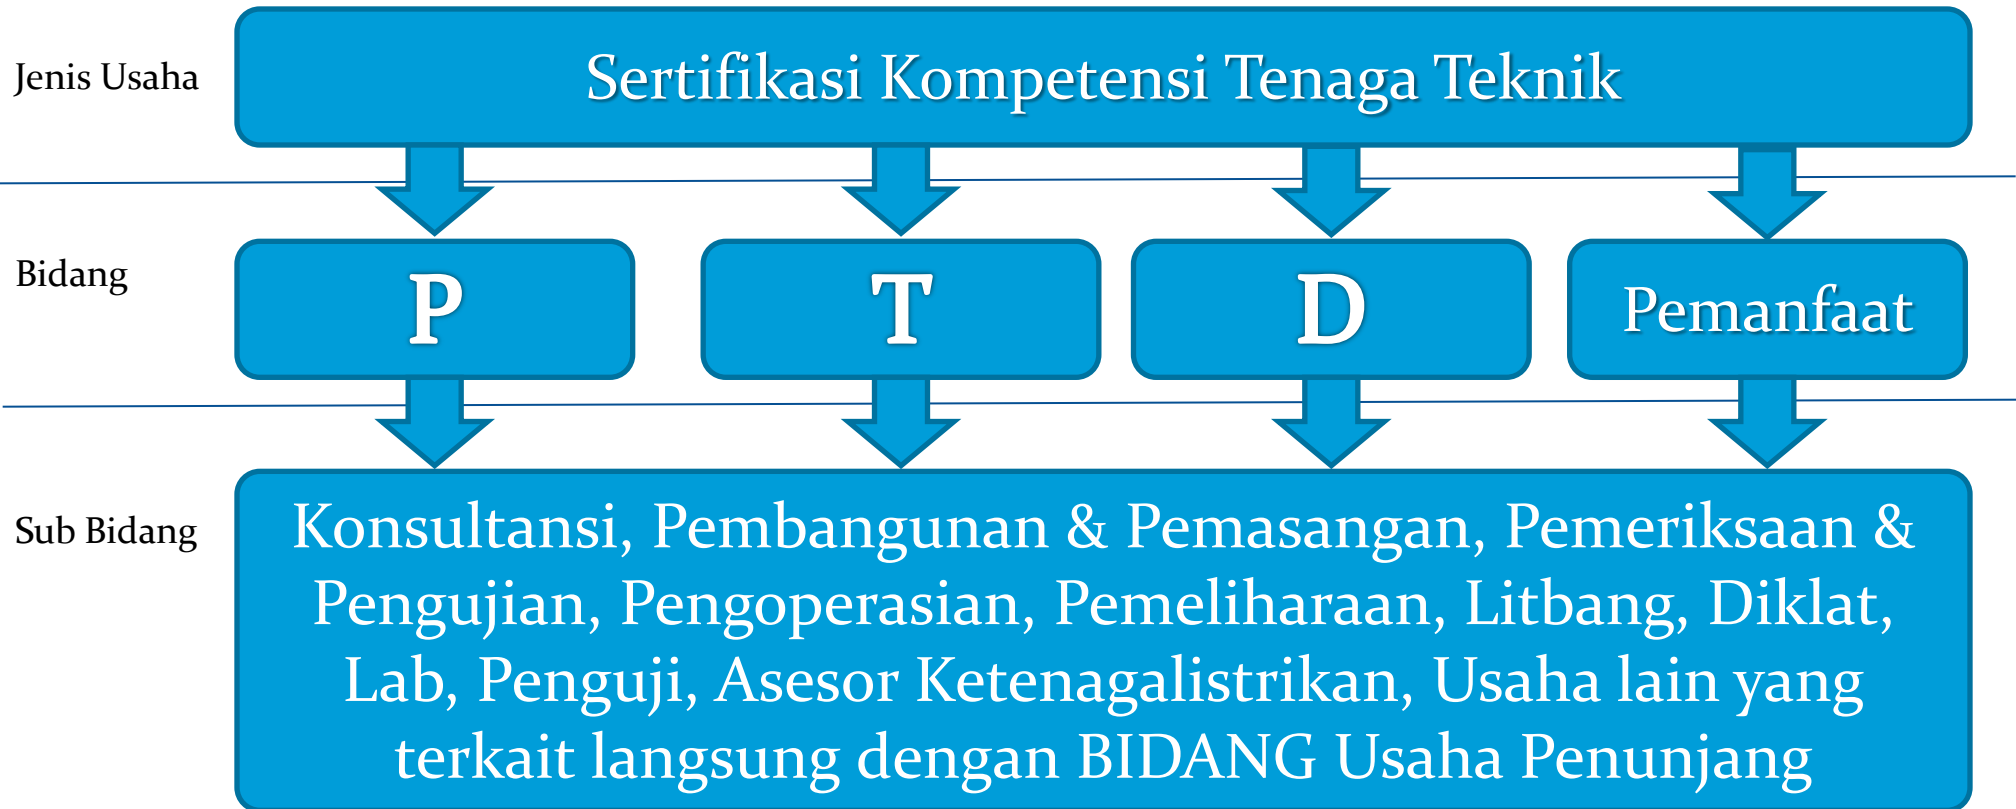 Jenis Usaha
Sertifikasi Kompetensi Tenaga Teknik
Bidang
P
T
D
Pemanfaat
Sub Bidang
Konsultansi, Pembangunan & Pemasangan, Pemeriksaan &
Pengujian, Pengoperasian, Pemeliharaan, Litbang, Diklat,
Lab, Penguji, Asesor Ketenagalistrikan, Usaha lain yang
terkait langsung dengan BIDANG Usaha Penunjang